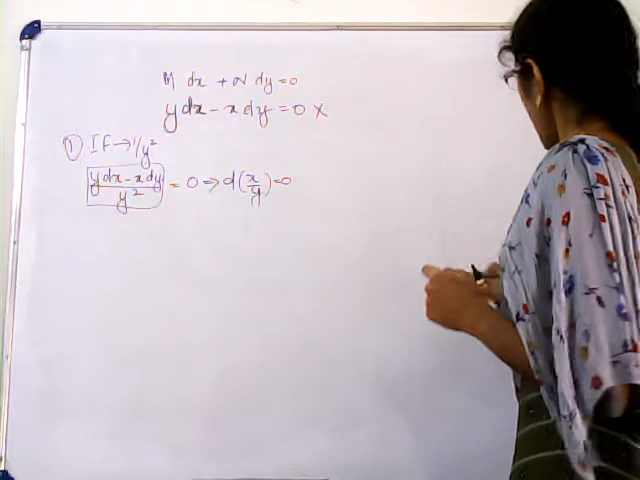 M dx + N dy = 0
y dx - x dy = 0 X
① IF → 1/y²
(y dx - x dy)/y² = 0 ⇒ d(x/y) = 0